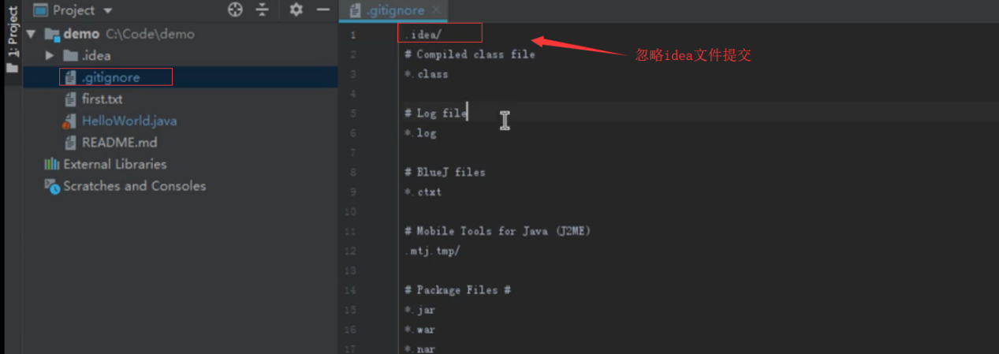 1: Project
Project
demo C:\Code\demo
.idea
.gitignore
first.txt
HelloWorld.java
README.md
External Libraries
Scratches and Consoles
.gitignore
1 .idea/
忽略idea文件提交
2 # Compiled class file
3 *.class
4
5 # Log file
6 *.log
7
8 # BlueJ files
9 *.ctxt
10
11 # Mobile Tools for Java (J2ME)
12 .mtj.tmp/
13
14 # Package Files #
15 *.jar
16 *.war
17 *.nar